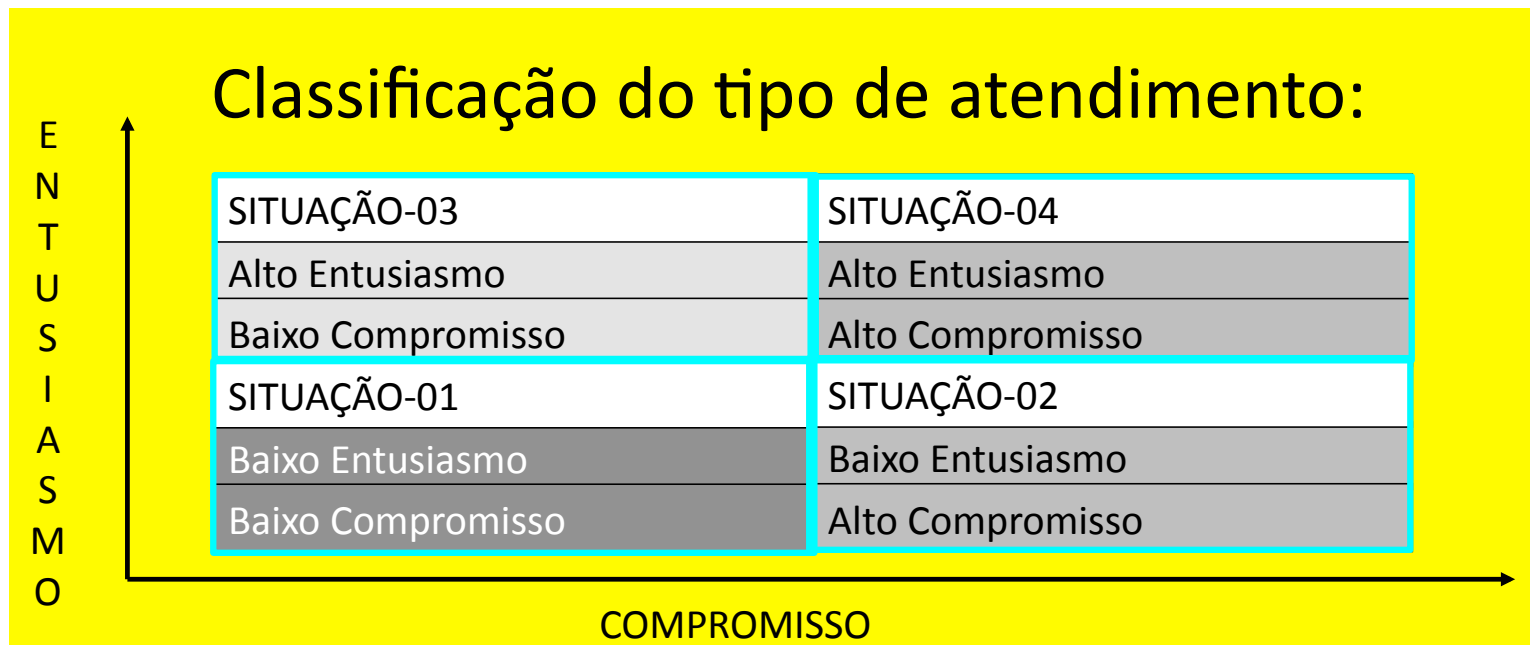 Classificação do tipo de atendimento:
ENTUSIASMO
SITUAÇÃO-03
Alto Entusiasmo
Baixo Compromisso
SITUAÇÃO-04
Alto Entusiasmo
Alto Compromisso
SITUAÇÃO-01
Baixo Entusiasmo
Baixo Compromisso
SITUAÇÃO-02
Baixo Entusiasmo
Alto Compromisso
COMPROMISSO